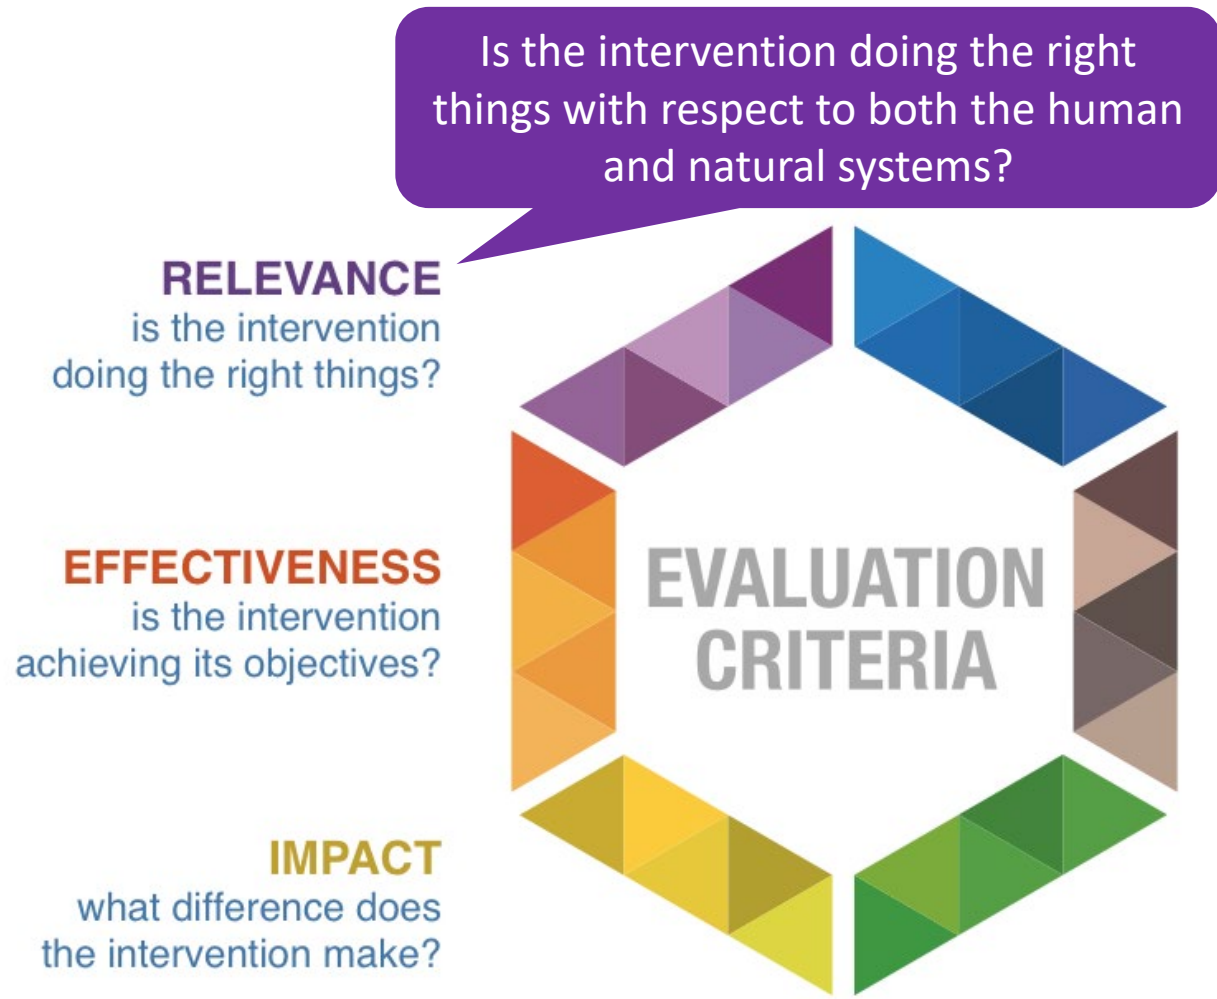 Is the intervention doing the right
things with respect to both the human
and natural systems?
RELEVANCE
is the intervention
doing the right things?
EFFECTIVENESS
is the intervention
achieving its objectives?
IMPACT
what difference does
the intervention make?
EVALUATION
CRITERIA